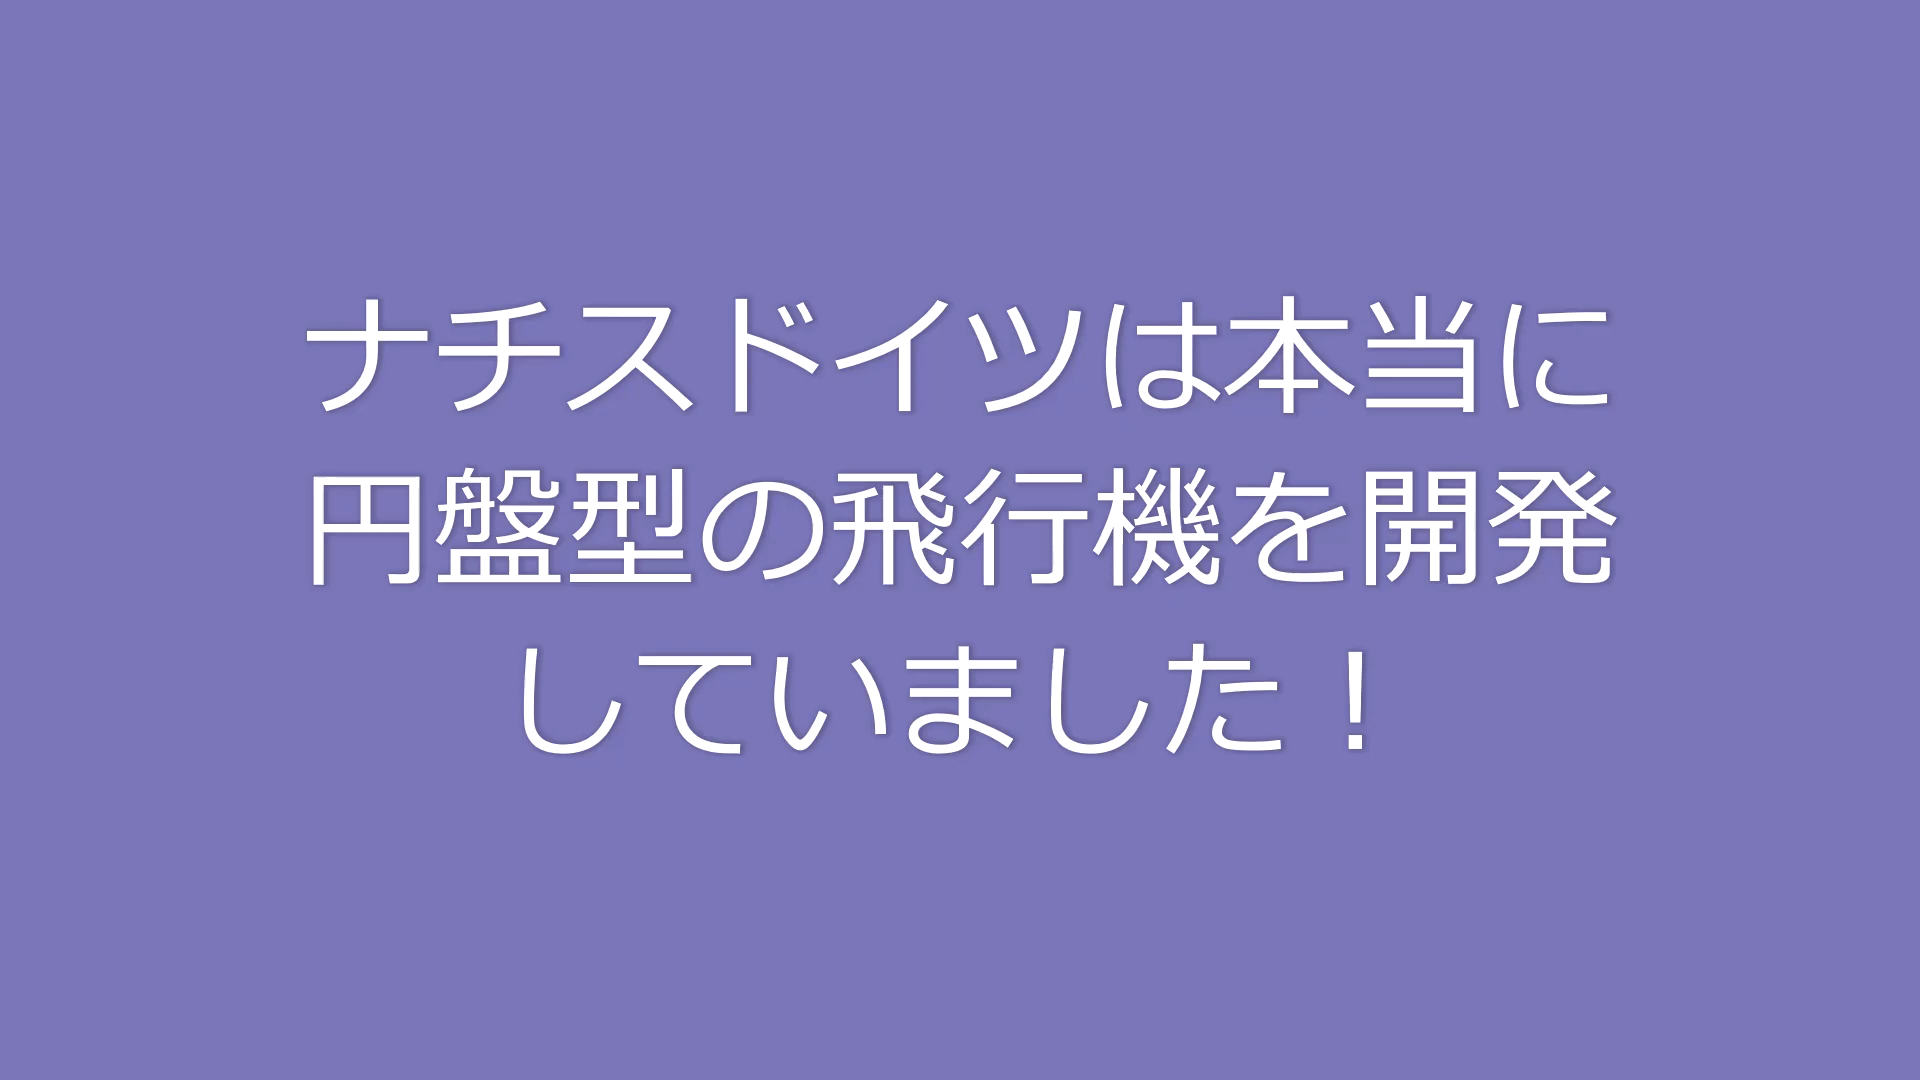 ナチスドイツは本当に
円盤型の飛行機を開発
していました！